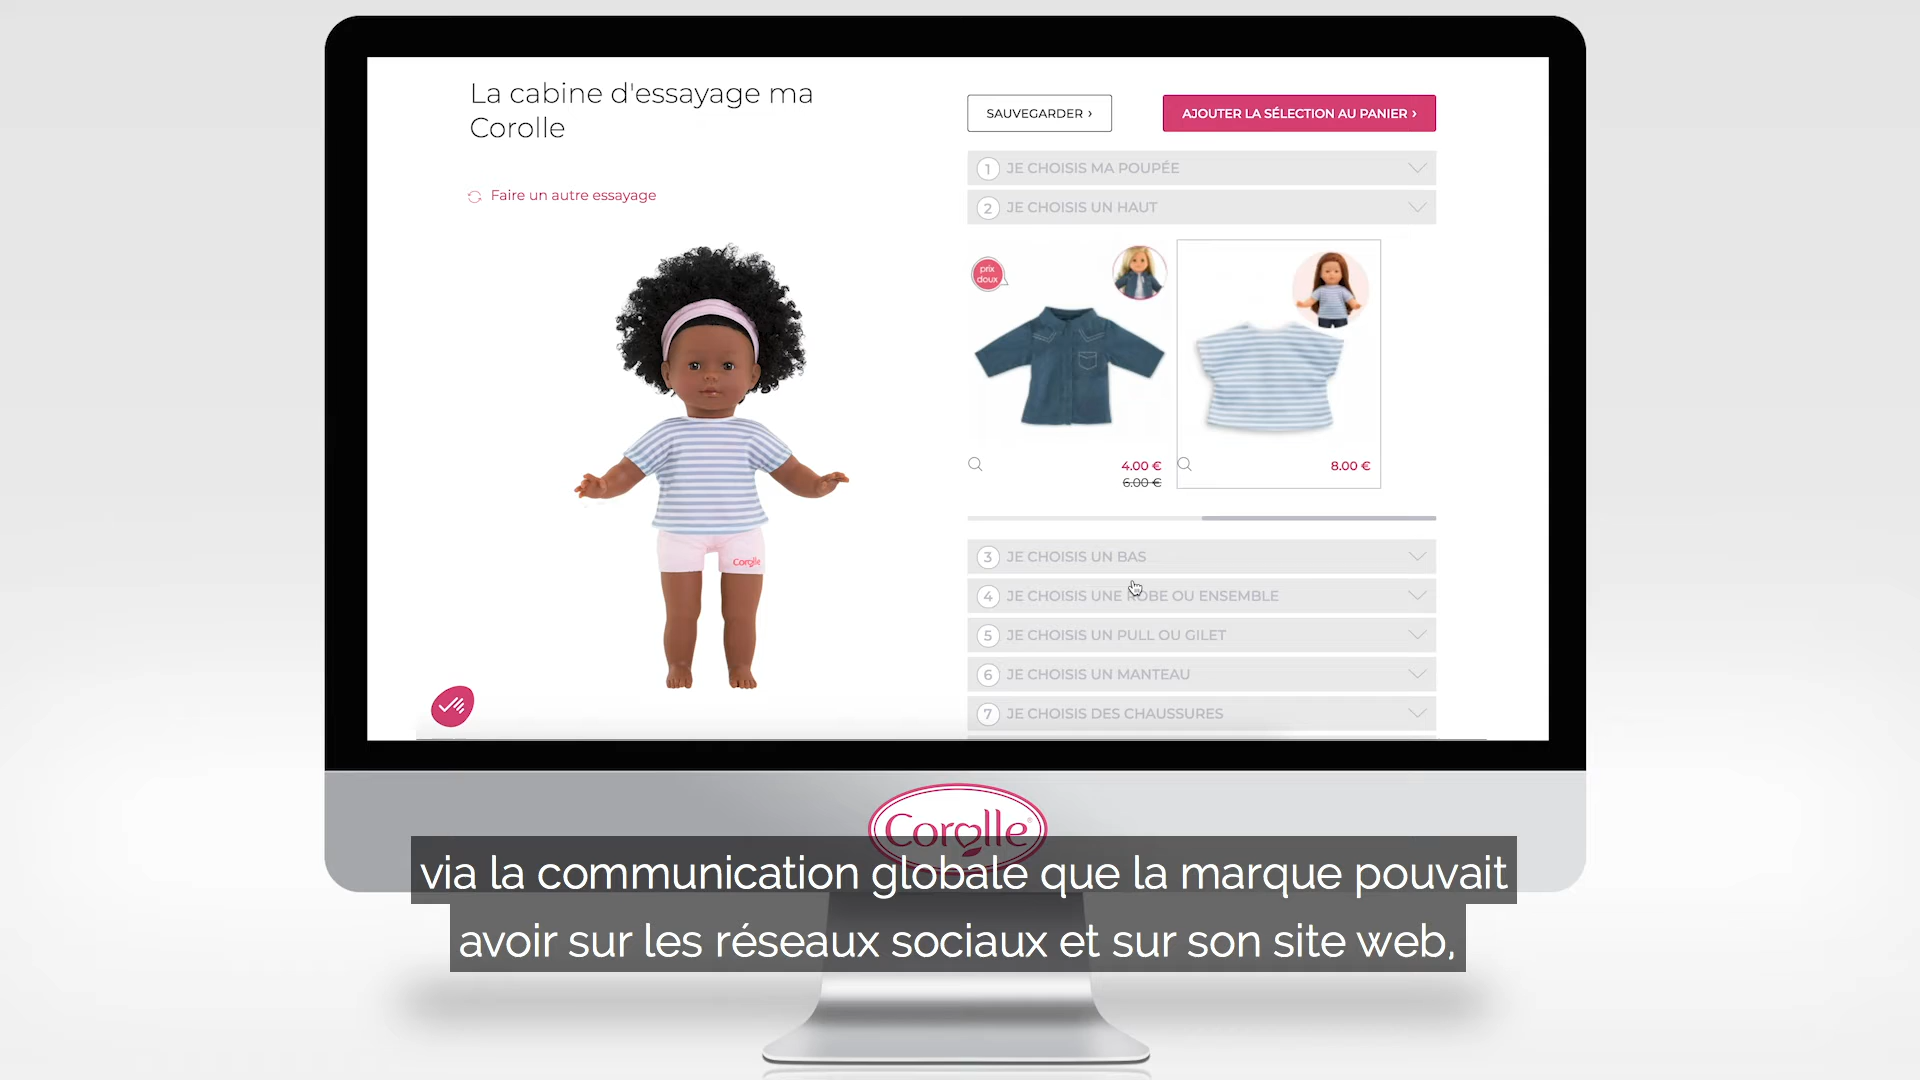 La cabine d'essayage ma
Corolle
SAUVEGARDER ›
AJOUTER LA SÉLECTION AU PANIER ›
Faire un autre essayage
1 JE CHOISIS MA POUPÉE
2 JE CHOISIS UN HAUT
prix
doux
4.00 €
6.00 €
8.00 €
Corolle
3 JE CHOISIS UN BAS
4 JE CHOISIS UNE ROBE OU ENSEMBLE
5 JE CHOISIS UN PULL OU GILET
6 JE CHOISIS UN MANTEAU
7 JE CHOISIS DES CHAUSSURES
Corolle®
via la communication globale que la marque pouvait
avoir sur les réseaux sociaux et sur son site web,